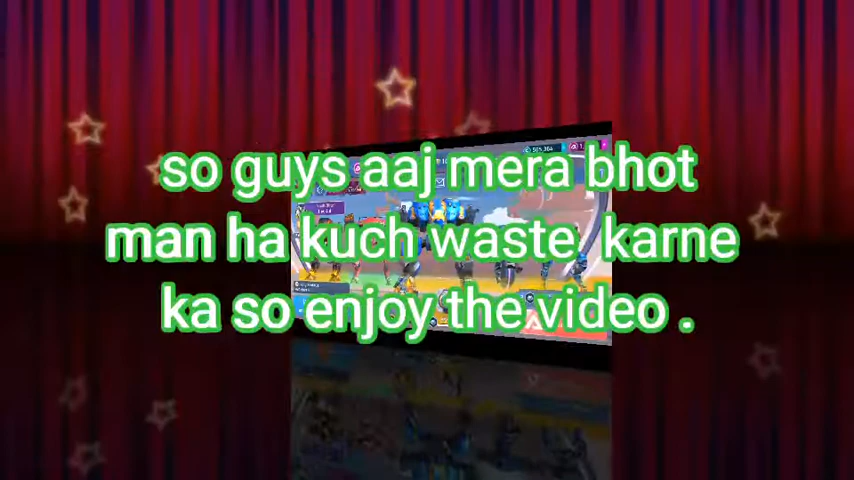 so guys aaj mera bhot
man ha kuch waste karne
ka so enjoy the video .